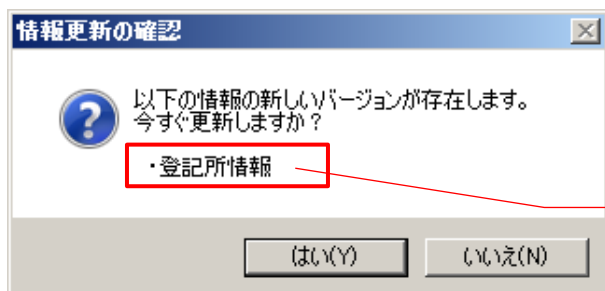 情報更新の確認
以下の情報の新しいバージョンが存在します。
今すぐ更新しますか？
・登記所情報
はい(Y)
いいえ(N)